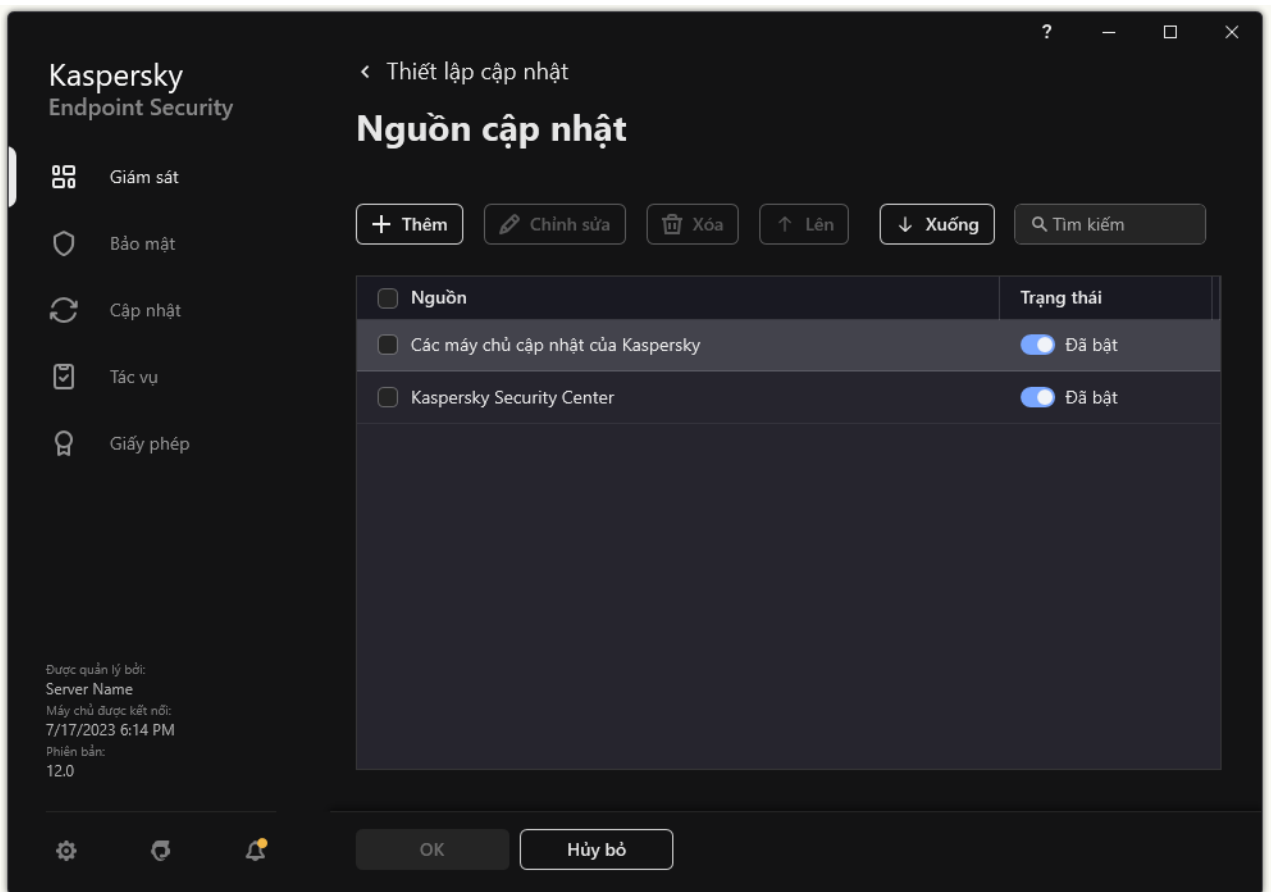 ?
Kaspersky
Endpoint Security
Giám sát
Bảo mật
Cập nhật
Tác vụ
Giấy phép
Được quản lý bởi:
Server Name
Máy chủ được kết nối:
7/17/2023 6:14 PM
Phiên bản:
12.0
Thiết lập cập nhật
Nguồn cập nhật
Thêm Chỉnh sửa Xóa Lên Xuống Tìm kiếm
Nguồn Trạng thái
Các máy chủ cập nhật của Kaspersky Đã bật
Kaspersky Security Center Đã bật
OK Hủy bỏ